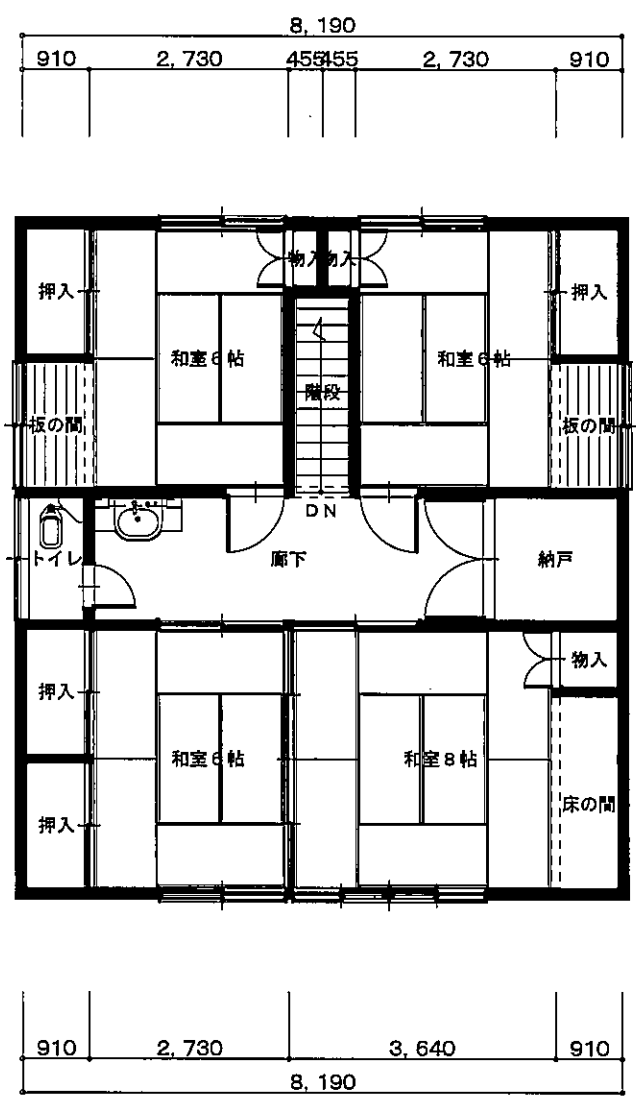 8,190
910 2,730 455 455 2,730 910
物入 物入
押入 押入
和室6帖 和室6帖
階段
板の間 板の間
DN
トイレ 廊下 納戸
物入
押入
和室6帖 和室8帖
押入 床の間
910 2,730 3,640 910
8,190